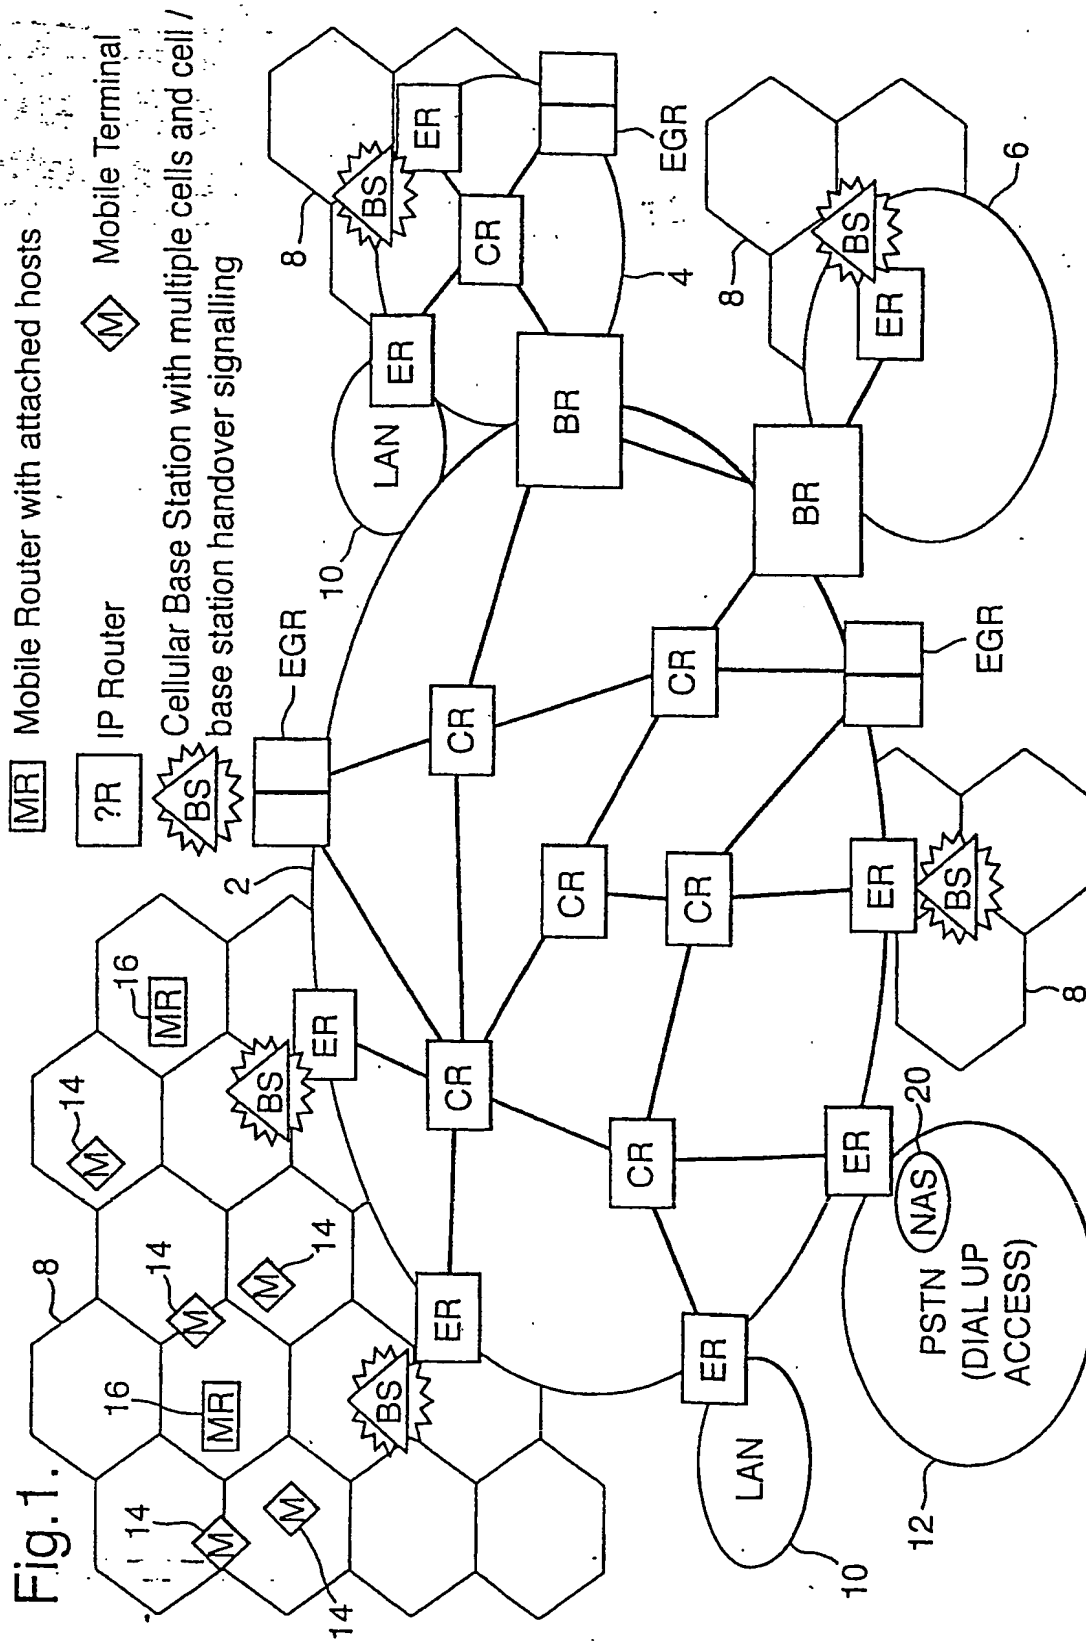 Fig.1.
MR Mobile Router with attached hosts
?R IP Router
M Mobile Terminal
BS Cellular Base Station with multiple cells and cell /
base station handover signalling
8
14
14
16
14
14
14
16
M
M
M
M
M
MR
MR
BS
BS
ER
ER
2
EGR
10
LAN
ER
8
BS
ER
CR
EGR
4
BR
CR
CR
CR
CR
CR
CR
BR
8
BS
ER
6
EGR
ER
BS
8
ER
20
NAS
PSTN
(DIAL UP
ACCESS)
12
ER
LAN
10